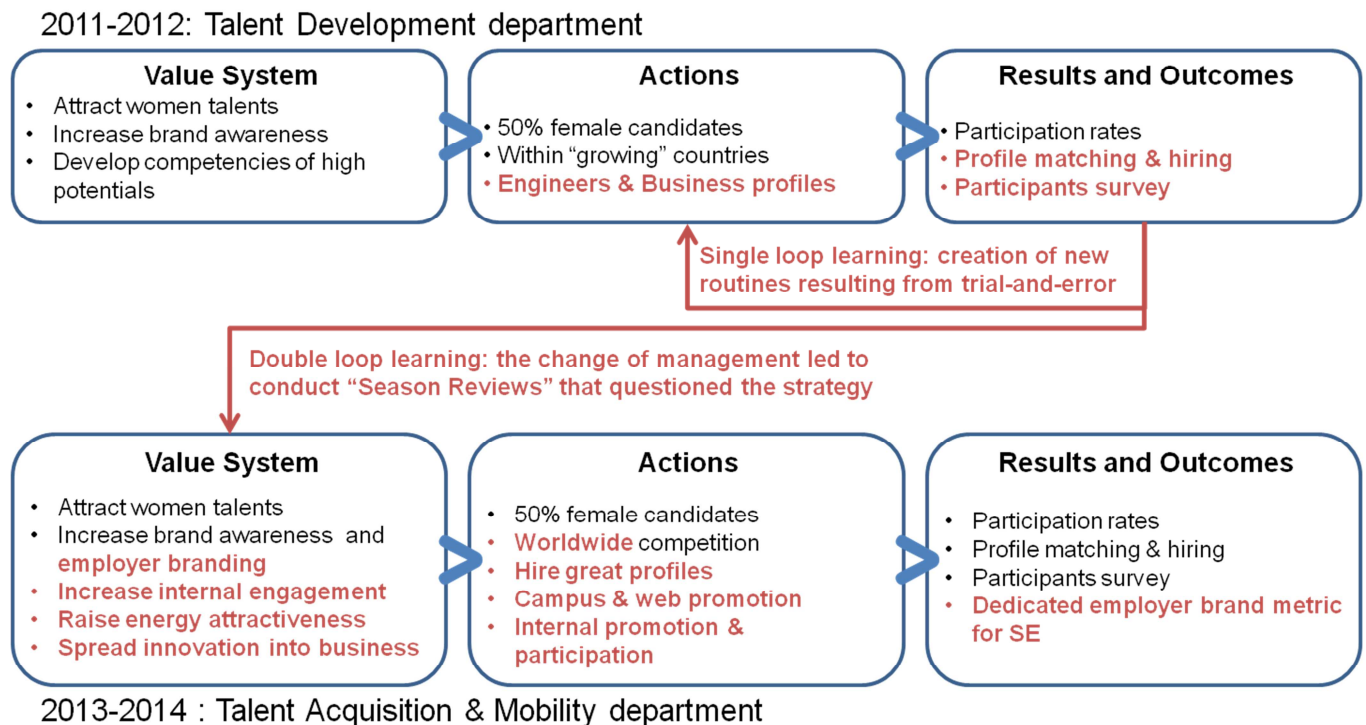 2011-2012: Talent Development department
Value System
• Attract women talents
• Increase brand awareness
• Develop competencies of high
potentials
Actions
• 50% female candidates
• Within “growing” countries
• Engineers & Business profiles
Results and Outcomes
• Participation rates
• Profile matching & hiring
• Participants survey
Single loop learning: creation of new
routines resulting from trial-and-error
Double loop learning: the change of management led to
conduct “Season Reviews” that questioned the strategy
Value System
• Attract women talents
• Increase brand awareness and
employer branding
• Increase internal engagement
• Raise energy attractiveness
• Spread innovation into business
Actions
• 50% female candidates
• Worldwide competition
• Hire great profiles
• Campus & web promotion
• Internal promotion &
participation
Results and Outcomes
• Participation rates
• Profile matching & hiring
• Participants survey
• Dedicated employer brand metric
for SE
2013-2014 : Talent Acquisition & Mobility department